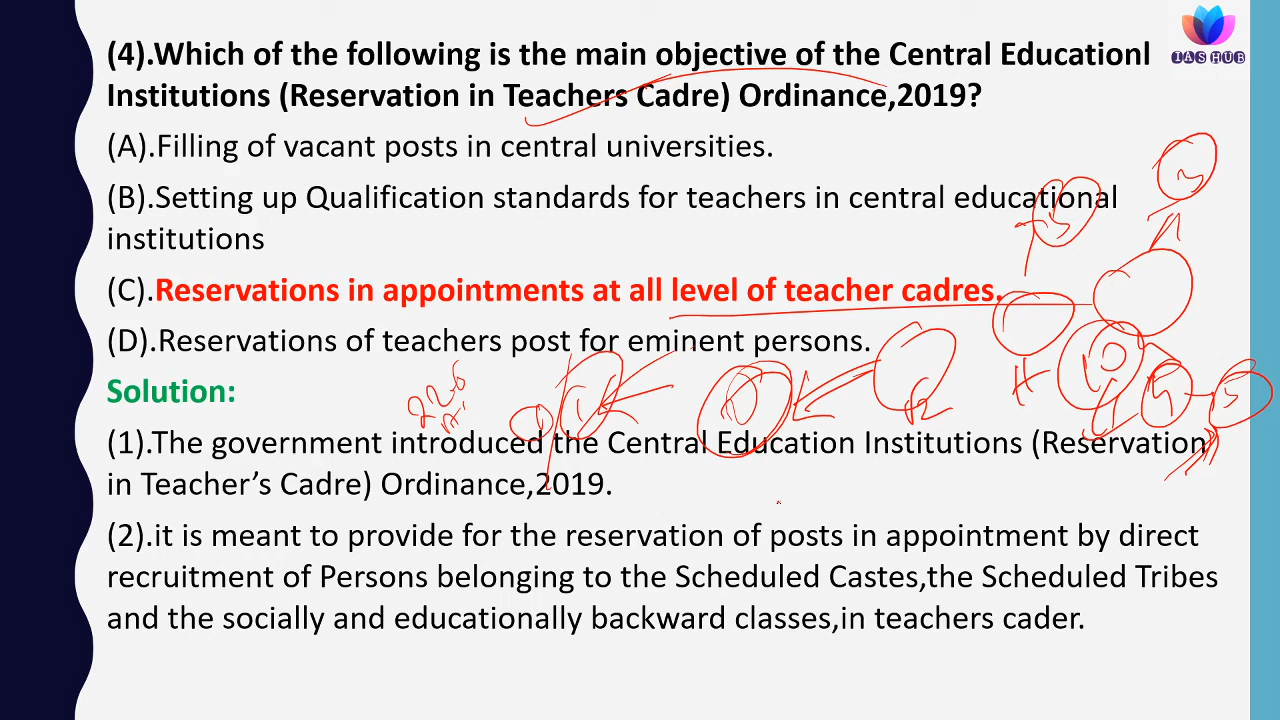 IAS HUB
(4).Which of the following is the main objective of the Central Educationl
Institutions (Reservation in Teachers Cadre) Ordinance,2019?
(A).Filling of vacant posts in central universities.
(B).Setting up Qualification standards for teachers in central educational
institutions
(C).Reservations in appointments at all level of teacher cadres.
(D).Reservations of teachers post for eminent persons.
Solution:
(1).The government introduced the Central Education Institutions (Reservation
in Teacher’s Cadre) Ordinance,2019.
(2).it is meant to provide for the reservation of posts in appointment by direct
recruitment of Persons belonging to the Scheduled Castes,the Scheduled Tribes
and the socially and educationally backward classes,in teachers cader.